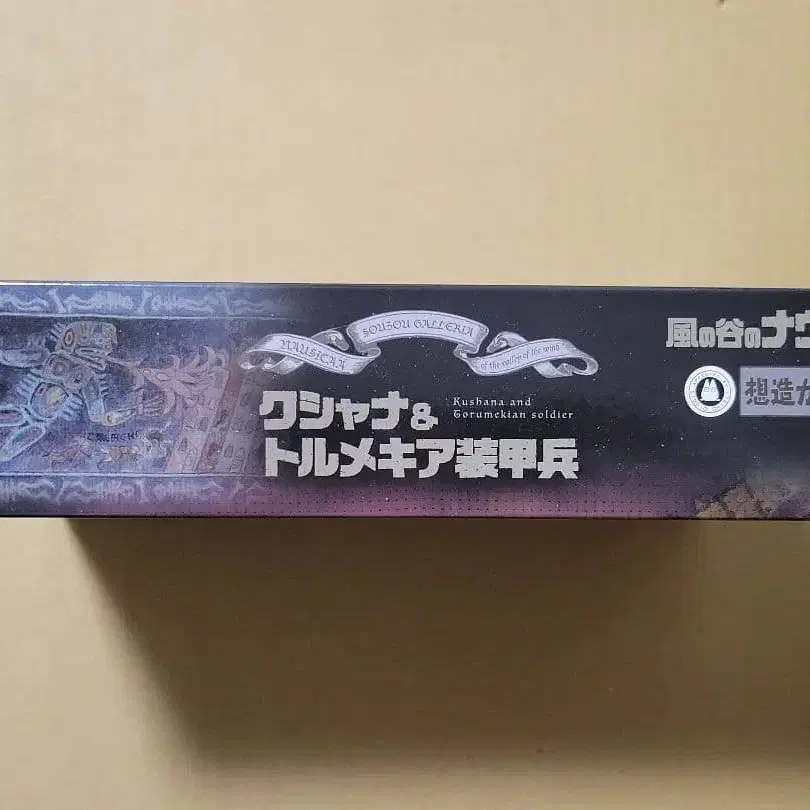 NAUSICAÄ SOUZOU GALLERIA of the valley of the wind
クシャナ&
トルメキア装甲兵
Kushana and
Torumekian soldier
風の谷のナウ
想造ガ